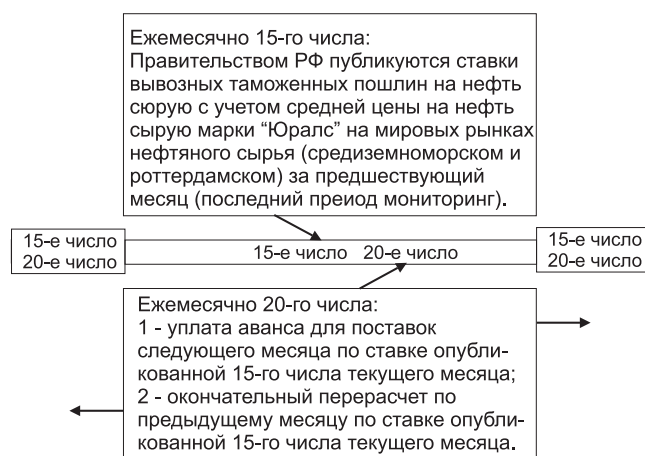 Ежемесячно 15-го числа:
Правительством РФ публикуются ставки
вывозных таможенных пошлин на нефть
сюрую с учетом средней цены на нефть
сырую марки “Юралс” на мировых рынках
нефтяного сырья (средиземноморском и
роттердамском) за предшествующий
месяц (последний преиод мониторинг).
15-е число
20-е число
15-е число 20-е число
15-е число
20-е число
Ежемесячно 20-го числа:
1 - уплата аванса для поставок
следующего месяца по ставке опубли-
кованной 15-го числа текущего месяца;
2 - окончательный перерасчет по
предыдущему месяцу по ставке опубли-
кованной 15-го числа текущего месяца.